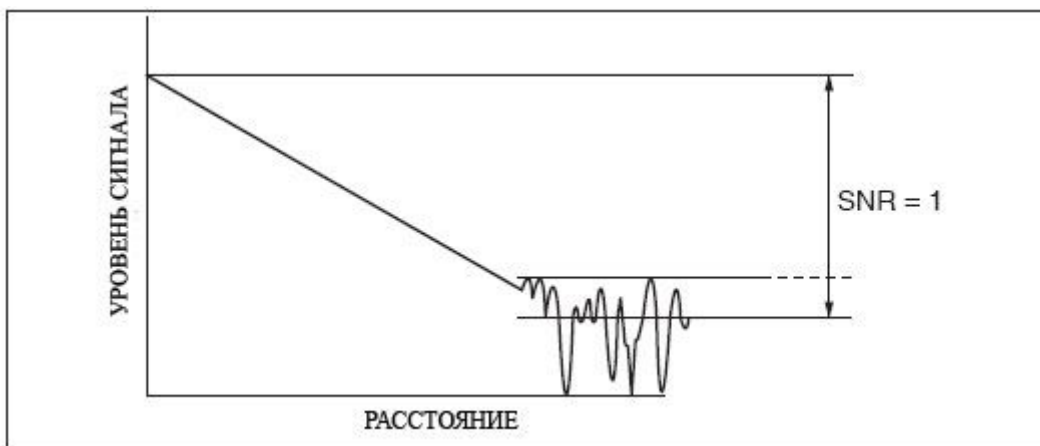 УРОВЕНЬ СИГНАЛА
SNR = 1
РАССТОЯНИЕ